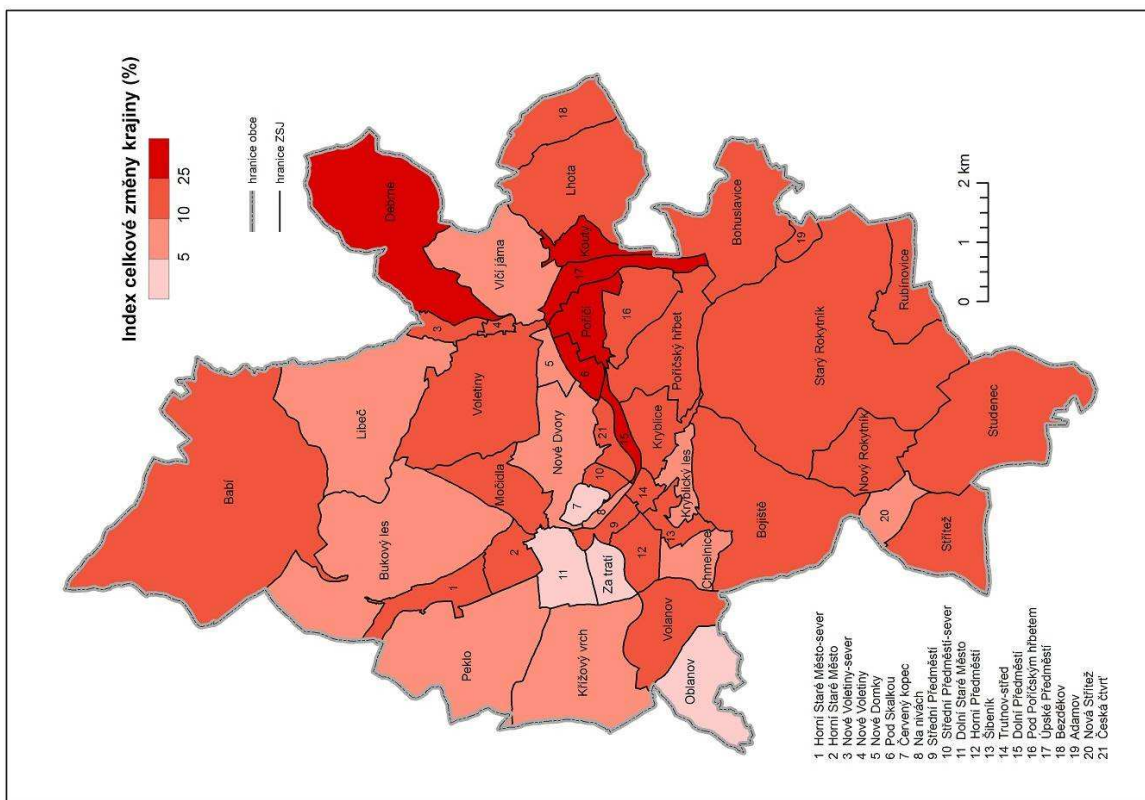 Index celkové změny krajiny (%)
5
10
25
hranice obce
hranice ZSJ
Babí
Libeč
Bukový les
Peklo
Křížový vrch
Oblanov
Volanov
Za tratí
Močidla
Voletiny
Nové Dvory
Debrné
Vlčí jáma
Lhota
Kouty
Poříčí
Poříčský hřbet
Kryblice
Kryblický les
Chmelnice
Bojiště
Bohuslavice
Starý Rokytník
Rubínovice
Nový Rokytník
Studenec
Střítež
1
2
3
4
5
6
7
8
9
10
11
12
13
14
15
16
17
18
19
20
21
0 1 2 km
1 Horní Staré Město-sever
2 Horní Staré Město
3 Nové Voletiny-sever
4 Nové Voletiny
5 Nové Domky
6 Pod Skalkou
7 Červený kopec
8 Na nivách
9 Střední Předměstí
10 Střední Předměstí-sever
11 Dolní Staré Město
12 Horní Předměstí
13 Šibeník
14 Trutnov-střed
15 Dolní Předměstí
16 Pod Poříčským hřbetem
17 Úpské Předměstí
18 Bezděkov
19 Adamov
20 Nová Střítež
21 Česká čtvrť